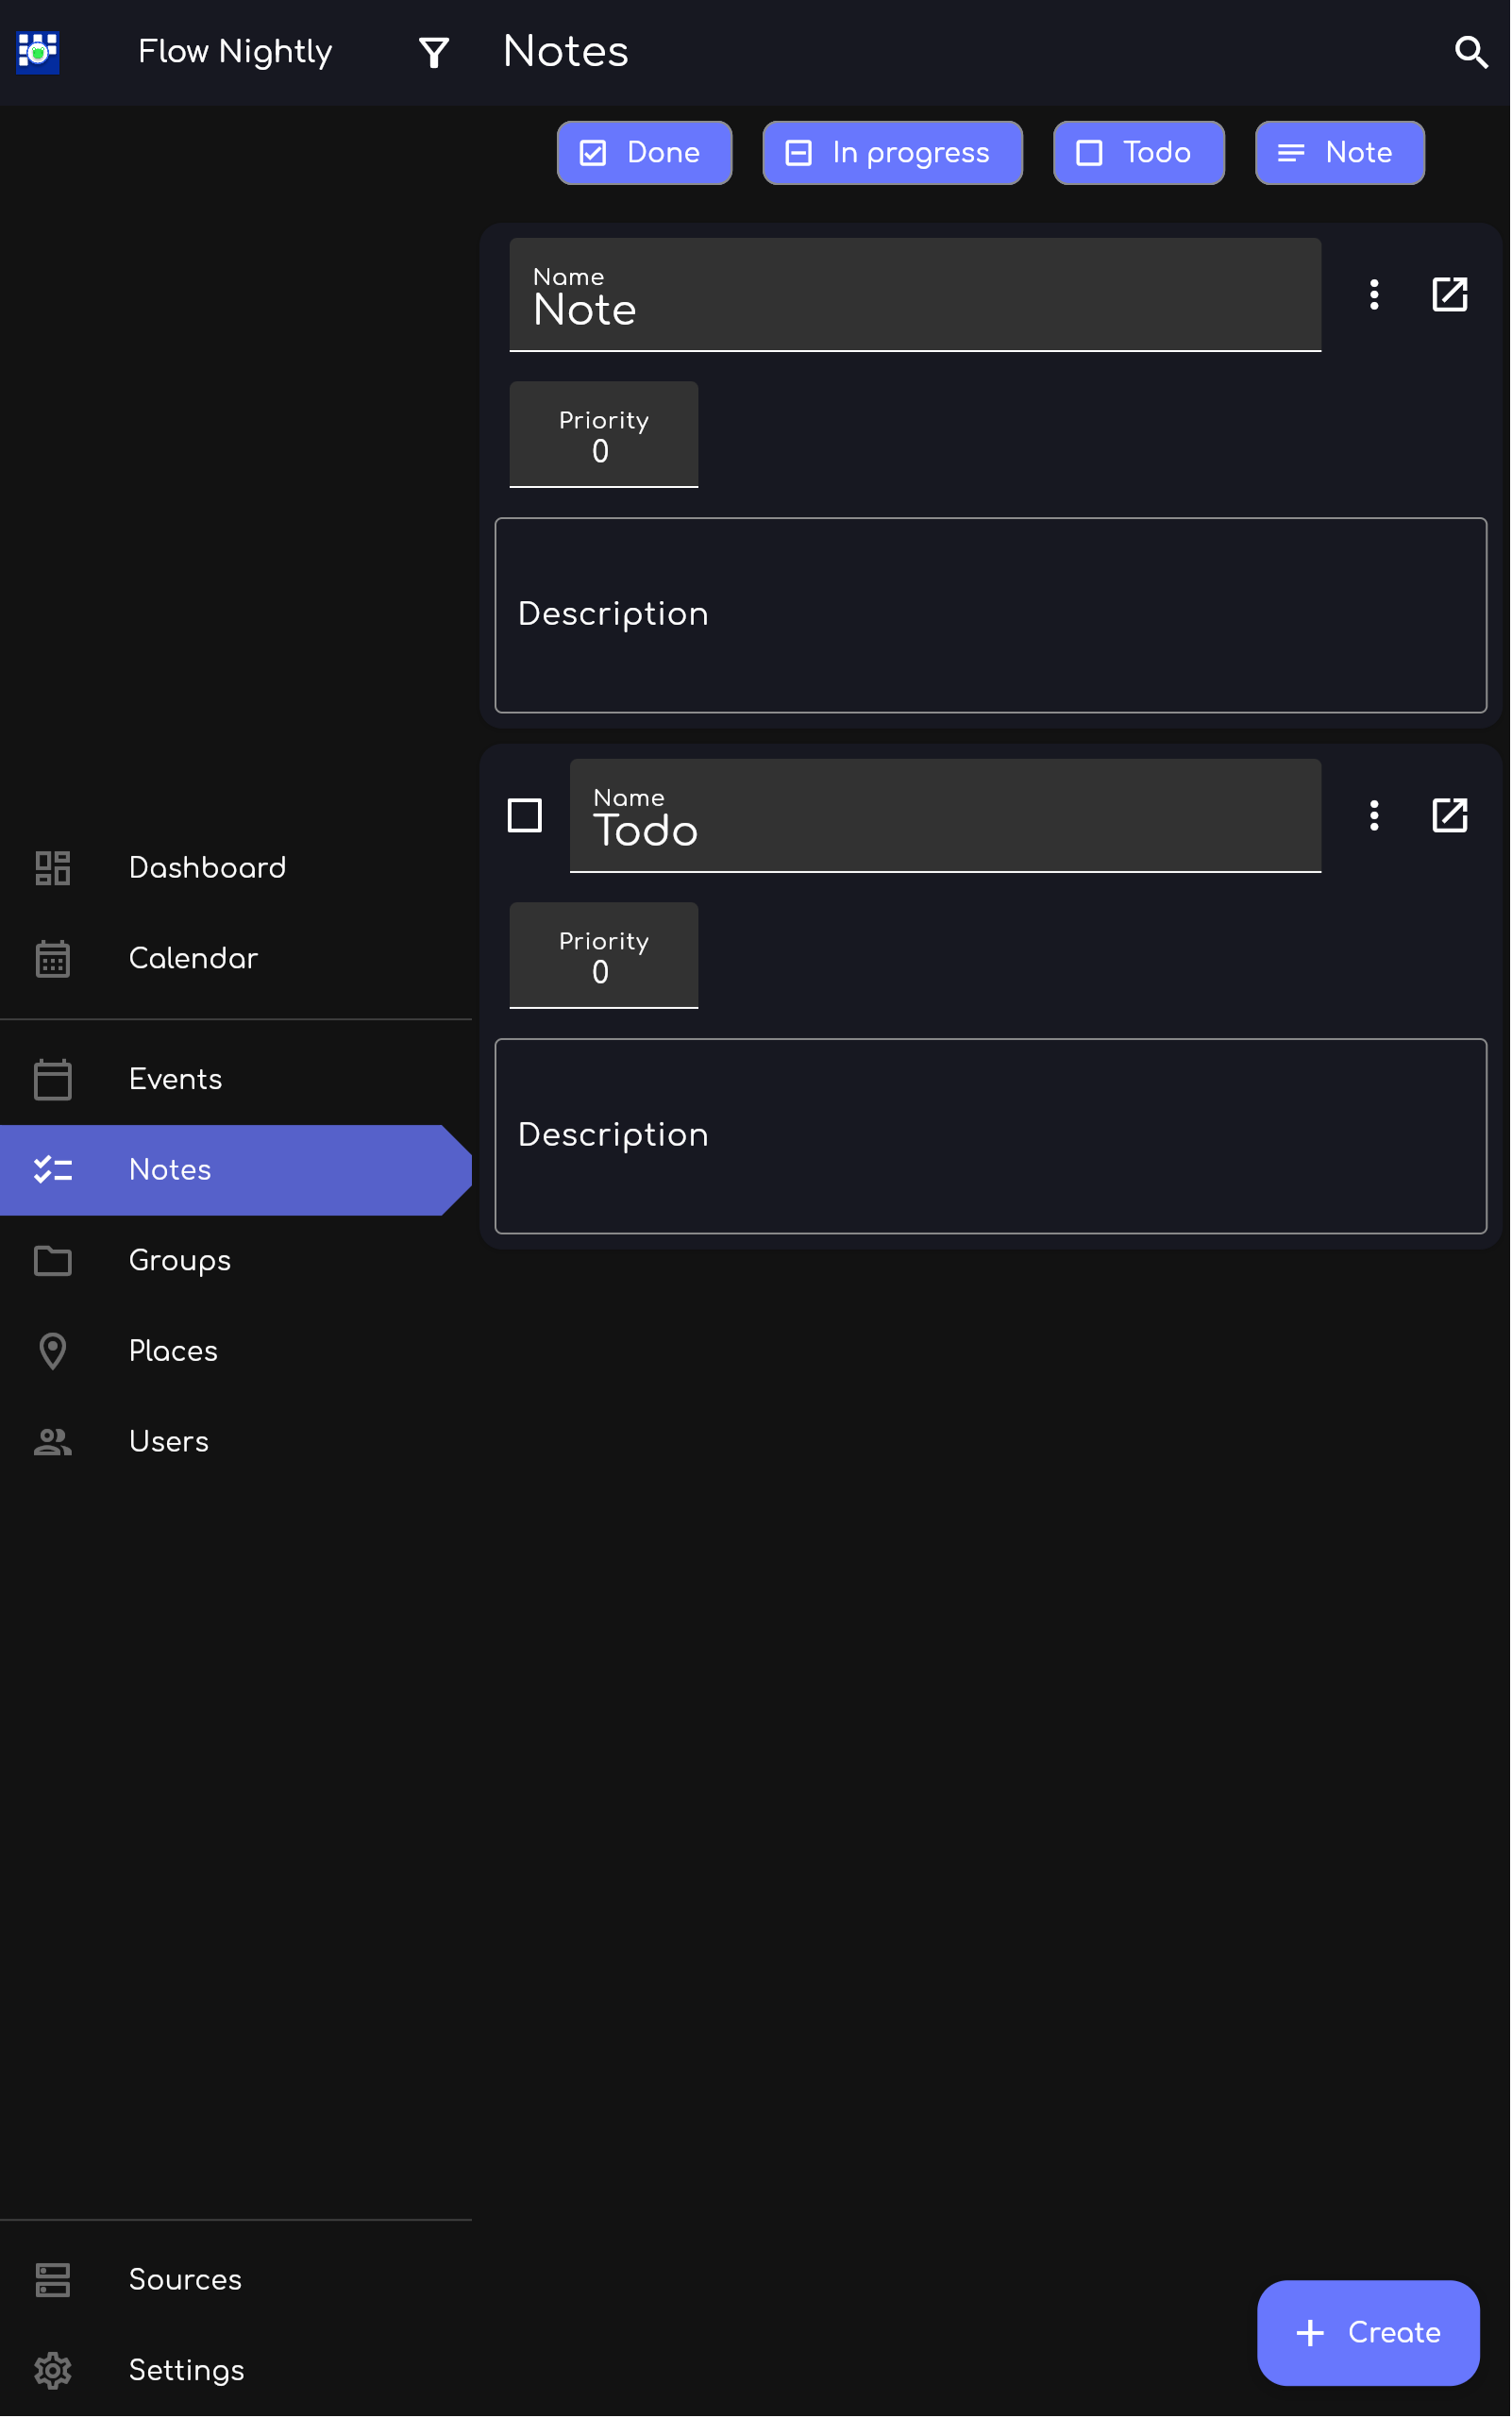 Flow Nightly
Notes
Done
In progress
Todo
Note
Name
Note
Priority
0
Description
Name
Todo
Priority
0
Description
Dashboard
Calendar
Events
Notes
Groups
Places
Users
Sources
Settings
Create